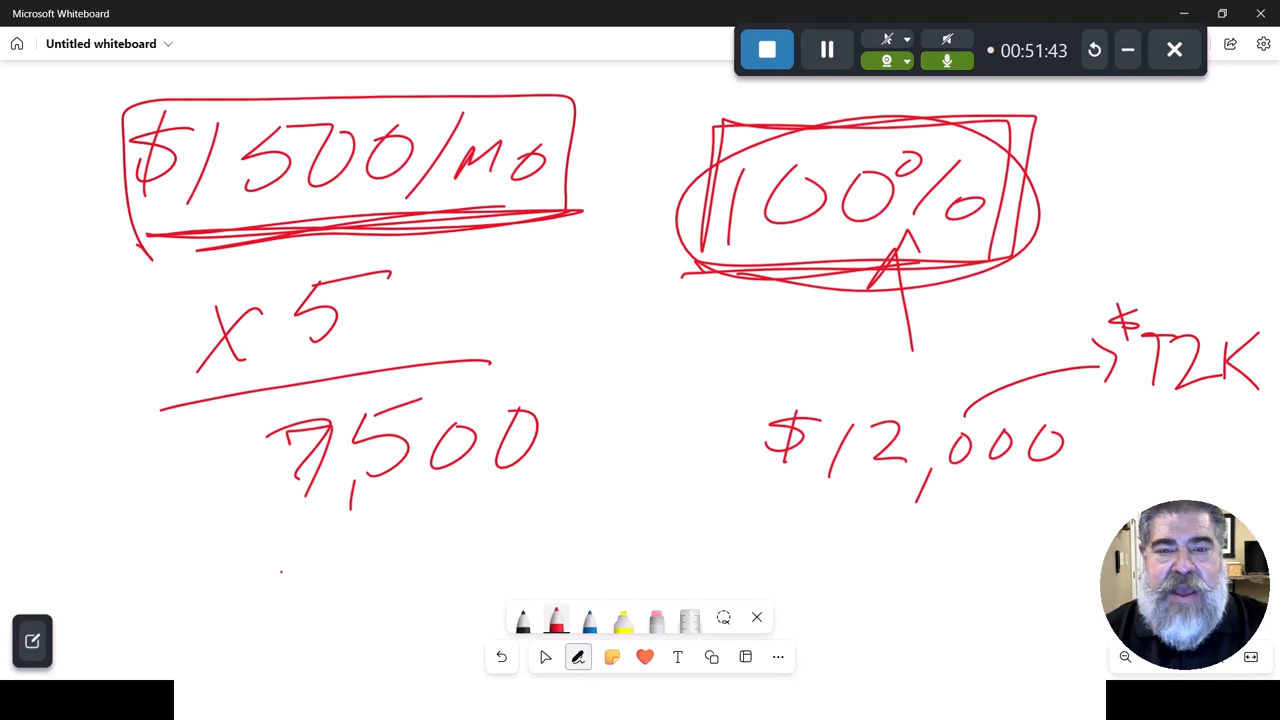 Microsoft Whiteboard
Untitled whiteboard
00:51:43
$1500/MO
x 5
7,500
100%
$72K
$12,000